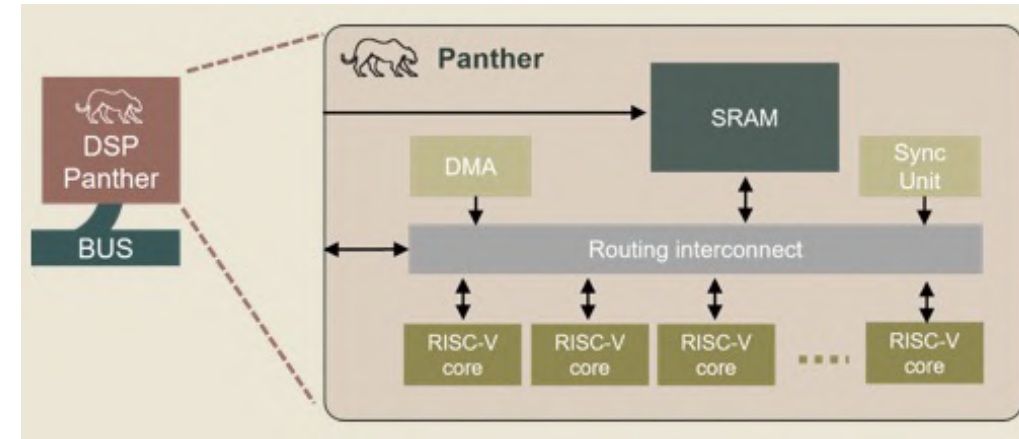 DSP
Panther
BUS
Panther
SRAM
DMA
Sync
Unit
Routing interconnect
RISC-V
core
RISC-V
core
RISC-V
core
RISC-V
core